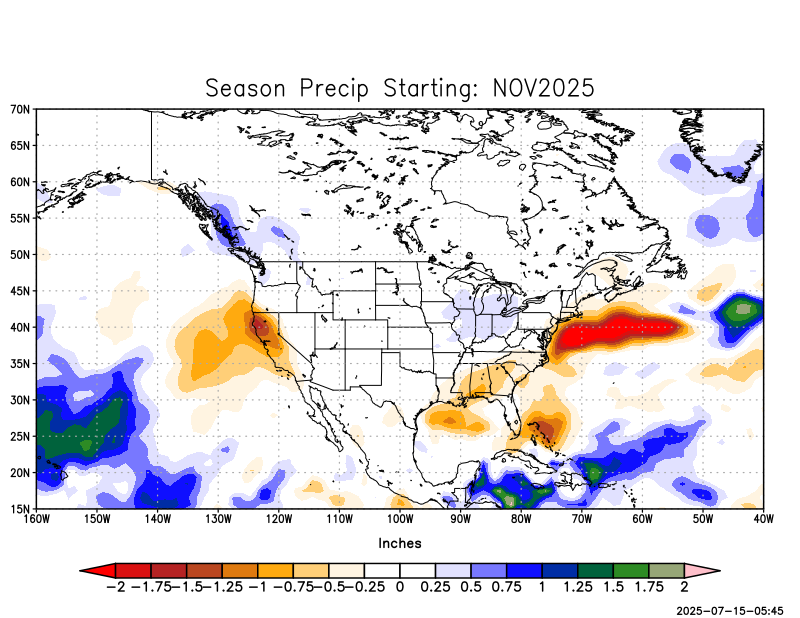 Season Precip Starting: NOV2025
70N
65N
60N
55N
50N
45N
40N
35N
30N
25N
20N
15N
160W 150W 140W 130W 120W 110W 100W 90W 80W 70W 60W 50W 40W
Inches
-2 -1.75 -1.5 -1.25 -1 -0.75 -0.5 -0.25 0 0.25 0.5 0.75 1 1.25 1.5 1.75 2
2025-07-15-05:45